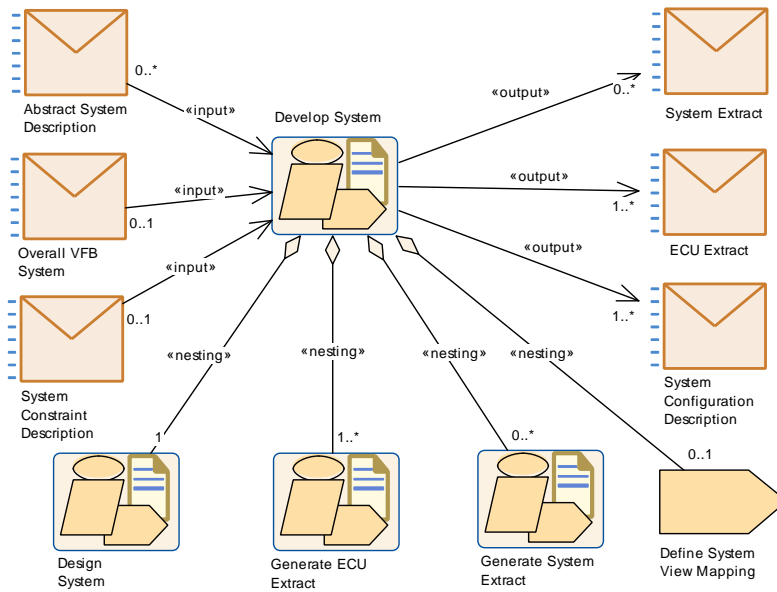 0..*
Abstract System
Description
«input»
Develop System
«output»
0..*
System Extract
0..1
Overall VFB
System
«input»
«output»
1..*
ECU Extract
0..1
System
Constraint
Description
«input»
«output»
1..*
System
Configuration
Description
«nesting»
«nesting»
«nesting»
«nesting»
1
1..*
0..*
0..1
Design
System
Generate ECU
Extract
Generate System
Extract
Define System
View Mapping